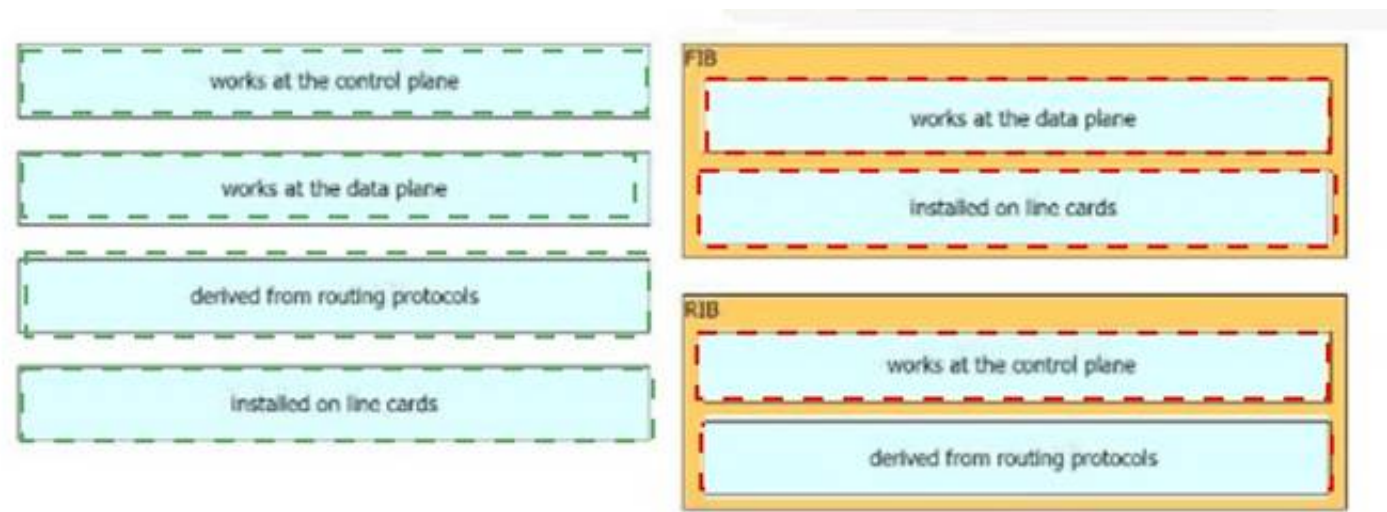 works at the control plane
works at the data plane
derived from routing protocols
installed on line cards
FIB
works at the data plane
installed on line cards
RIB
works at the control plane
derived from routing protocols